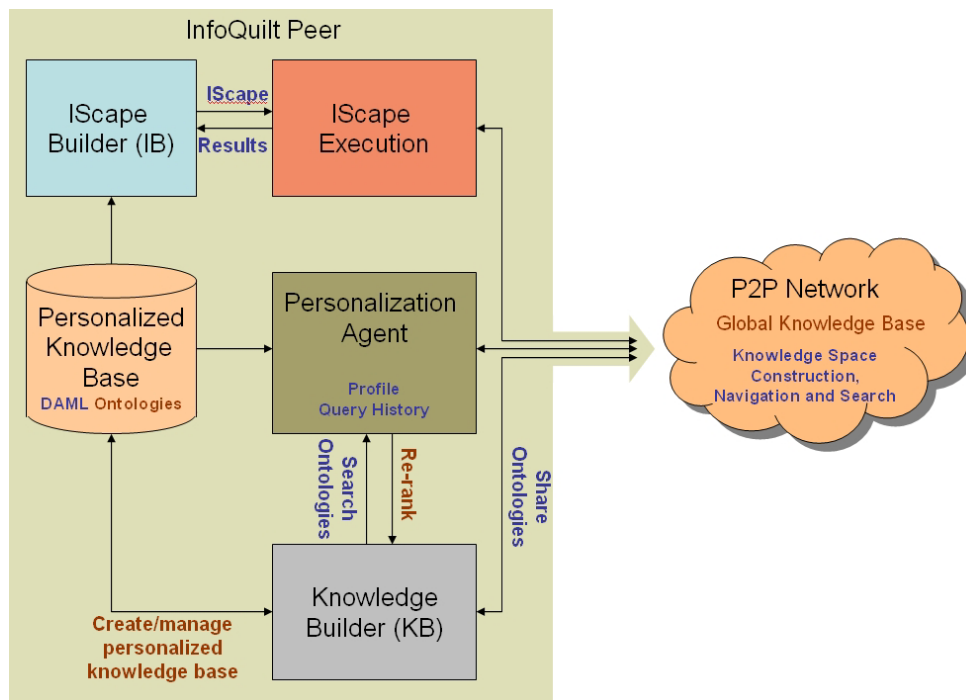 InfoQuilt Peer
IScape
Builder (IB)
IScape
Results
IScape
Execution
Personalized
Knowledge
Base
DAML Ontologies
Personalization
Agent
Profile
Query History
P2P Network
Global Knowledge Base
Knowledge Space
Construction,
Navigation and Search
Search
Ontologies
Re-rank
Share
Ontologies
Knowledge
Builder (KB)
Create/manage
personalized
knowledge base